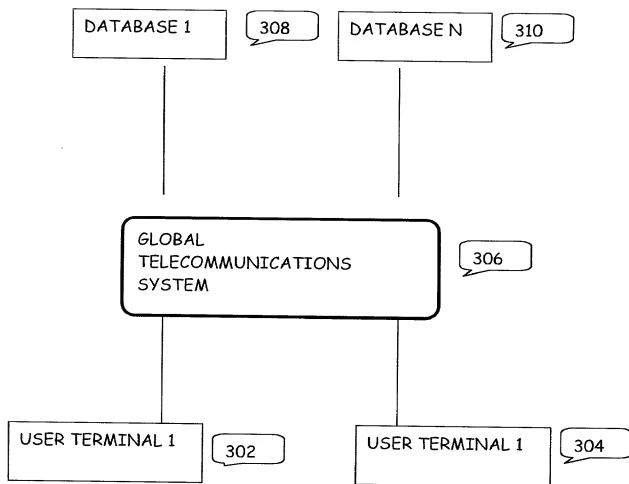 DATABASE 1
308
DATABASE N
310
GLOBAL
TELECOMMUNICATIONS
SYSTEM
306
USER TERMINAL 1
302
USER TERMINAL 1
304